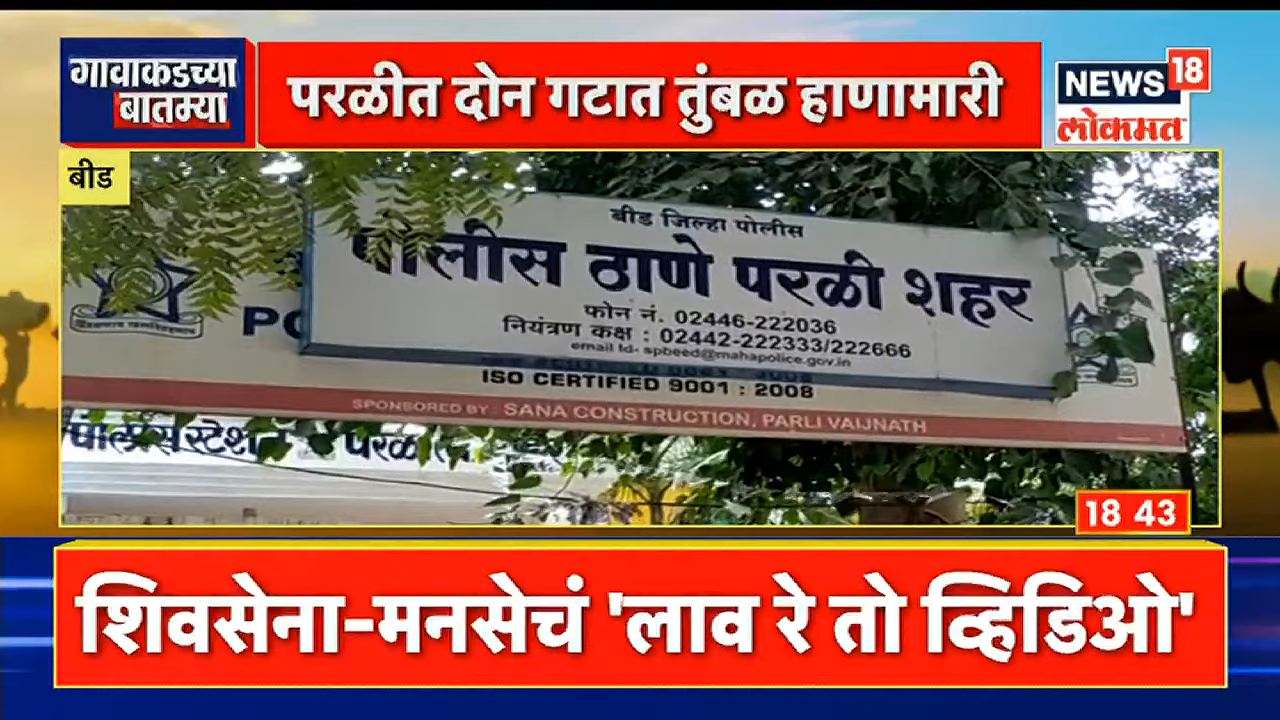 गावाकडच्या
बातम्या
परळीत दोन गटात तुंबळ हाणामारी
NEWS 18
लोकमत
बीड
बीड जिल्हा पोलीस
पोलीस ठाणे परळी शहर
फोन नं. 02446-222036
नियंत्रण कक्ष : 02442-222333/222666
email Id- spbeed@mahapolice.gov.in
ISO CERTIFIED 9001 : 2008
SPONSORED BY : SANA CONSTRUCTION, PARLI VAIJNATH
18 43
शिवसेना-मनसेचं 'लाव रे तो व्हिडिओ'